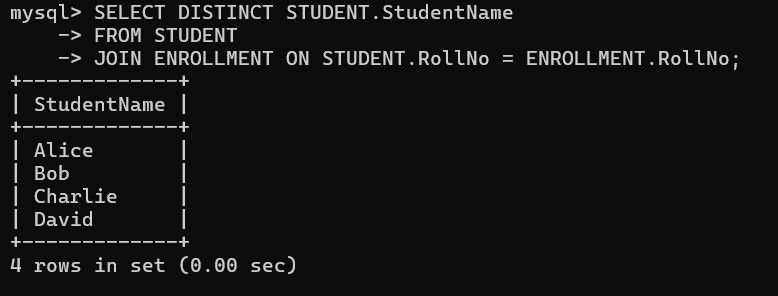 mysql> SELECT DISTINCT STUDENT.StudentName
    -> FROM STUDENT
    -> JOIN ENROLLMENT ON STUDENT.RollNo = ENROLLMENT.RollNo;
+-------------+
| StudentName |
+-------------+
| Alice       |
| Bob         |
| Charlie     |
| David       |
+-------------+
4 rows in set (0.00 sec)